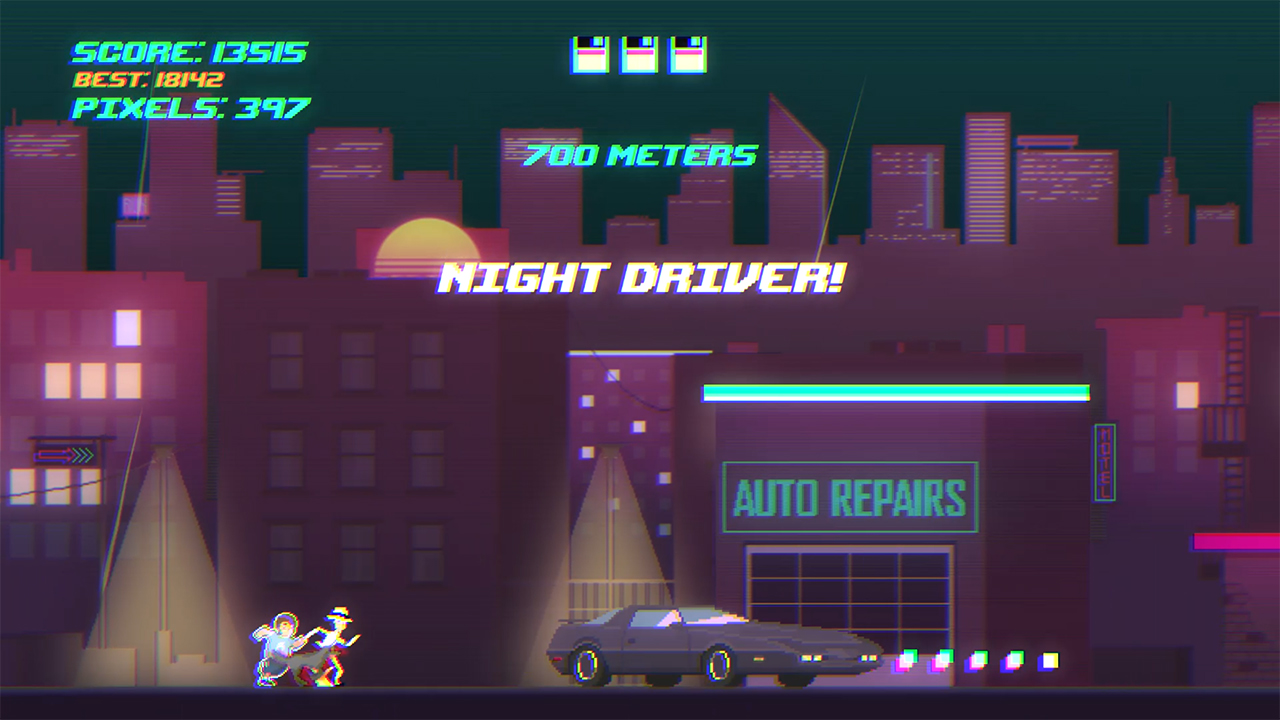 SCORE: 13515
BEST: 18142
PIXELS: 397
700 METERS
NIGHT DRIVER!
AUTO REPAIRS
MOTEL